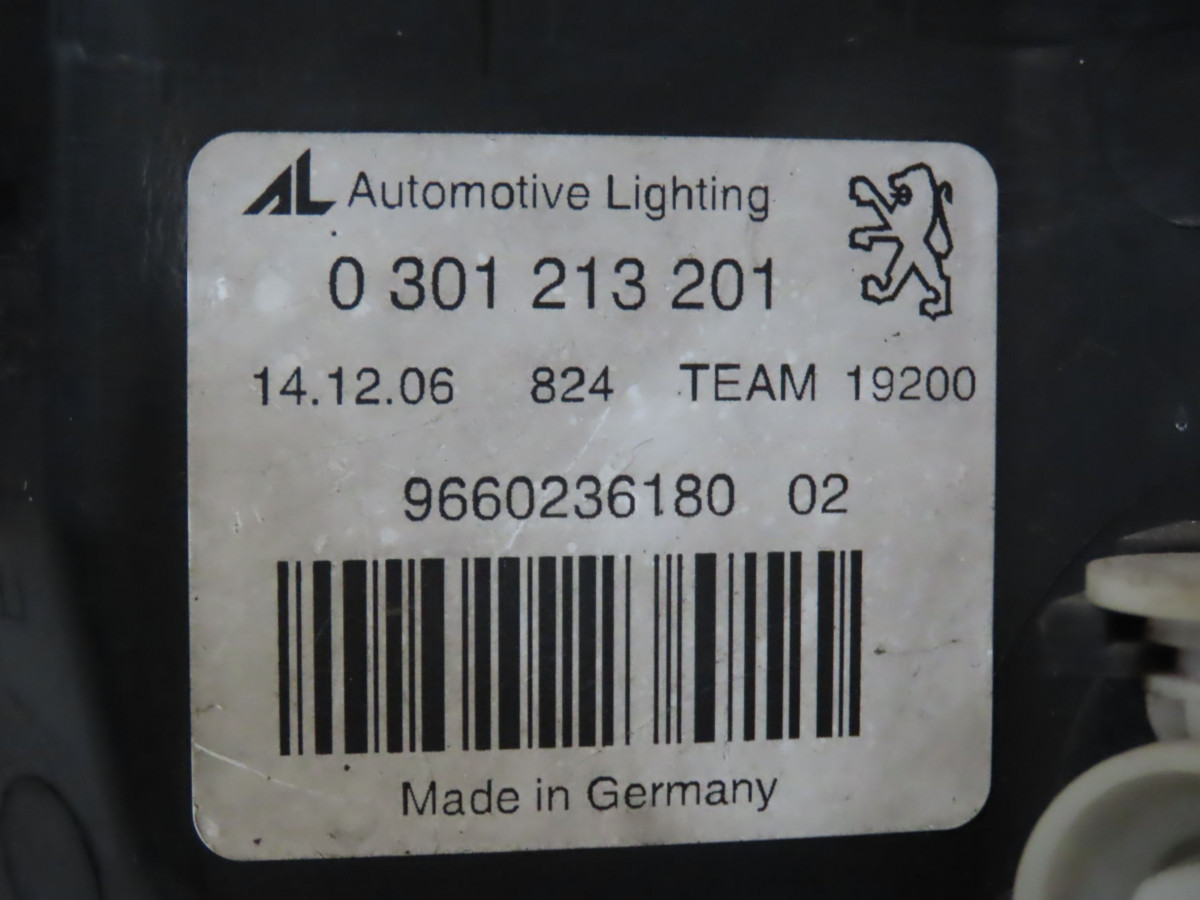 AL Automotive Lighting
0 301 213 201
14.12.06 824 TEAM 19200
9660236180 02
Made in Germany